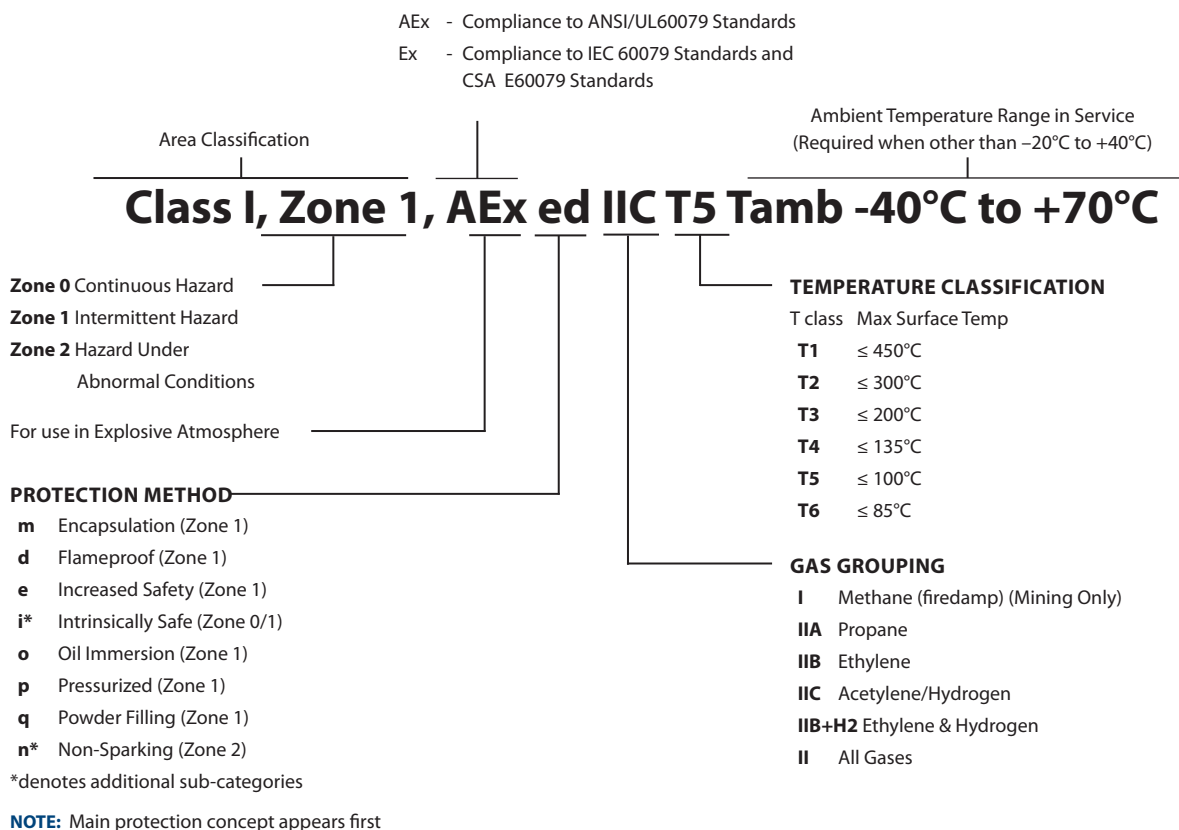 AEx - Compliance to ANSI/UL60079 Standards
Ex - Compliance to IEC 60079 Standards and
CSA E60079 Standards
Area Classification
Ambient Temperature Range in Service
(Required when other than –20°C to +40°C)
Class I, Zone 1, AEx ed IIC T5 Tamb -40°C to +70°C
Zone 0 Continuous Hazard
Zone 1 Intermittent Hazard
Zone 2 Hazard Under
Abnormal Conditions
For use in Explosive Atmosphere
PROTECTION METHOD
m Encapsulation (Zone 1)
d Flameproof (Zone 1)
e Increased Safety (Zone 1)
i* Intrinsically Safe (Zone 0/1)
o Oil Immersion (Zone 1)
p Pressurized (Zone 1)
q Powder Filling (Zone 1)
n* Non-Sparking (Zone 2)
*denotes additional sub-categories
NOTE: Main protection concept appears first
TEMPERATURE CLASSIFICATION
T class Max Surface Temp
T1 ≤ 450°C
T2 ≤ 300°C
T3 ≤ 200°C
T4 ≤ 135°C
T5 ≤ 100°C
T6 ≤ 85°C
GAS GROUPING
I Methane (firedamp) (Mining Only)
IIA Propane
IIB Ethylene
IIC Acetylene/Hydrogen
IIB+H2 Ethylene & Hydrogen
II All Gases